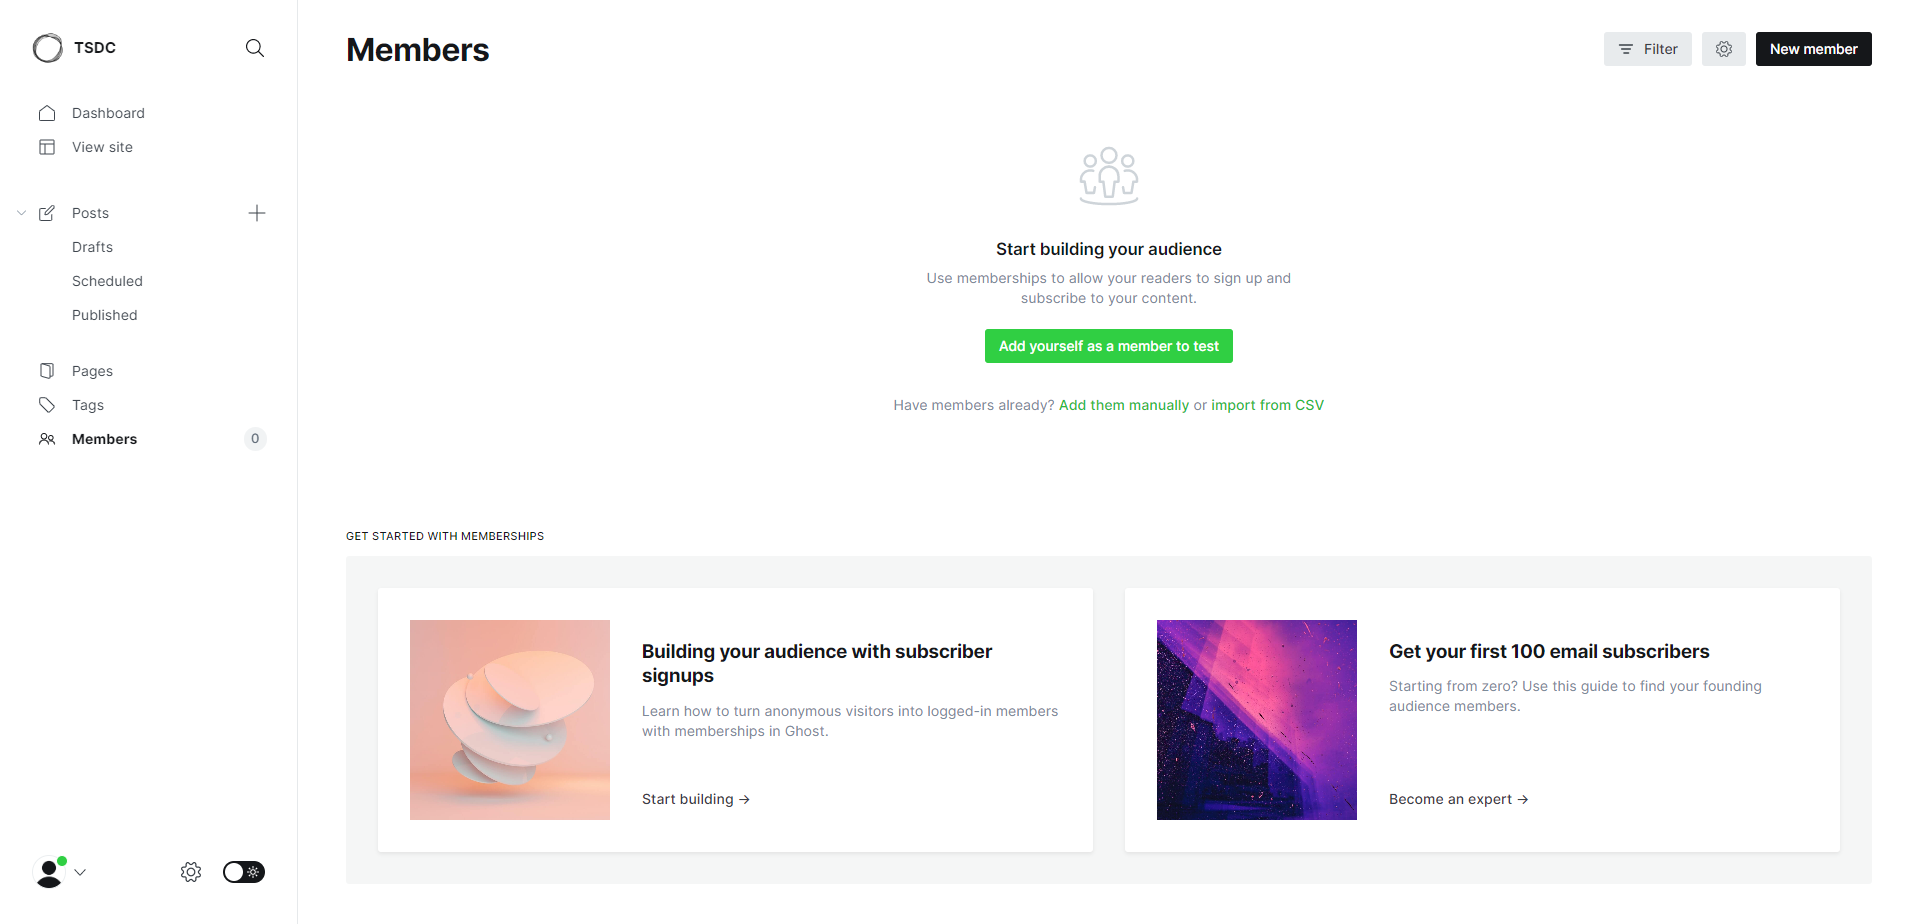 TSDC
Dashboard
View site
Posts
Drafts
Scheduled
Published
Pages
Tags
Members
0
Members
Filter
New member
Start building your audience
Use memberships to allow your readers to sign up and
subscribe to your content.
Add yourself as a member to test
Have members already? Add them manually or import from CSV
GET STARTED WITH MEMBERSHIPS
Building your audience with subscriber
signups
Learn how to turn anonymous visitors into logged-in members
with memberships in Ghost.
Start building →
Get your first 100 email subscribers
Starting from zero? Use this guide to find your founding
audience members.
Become an expert →